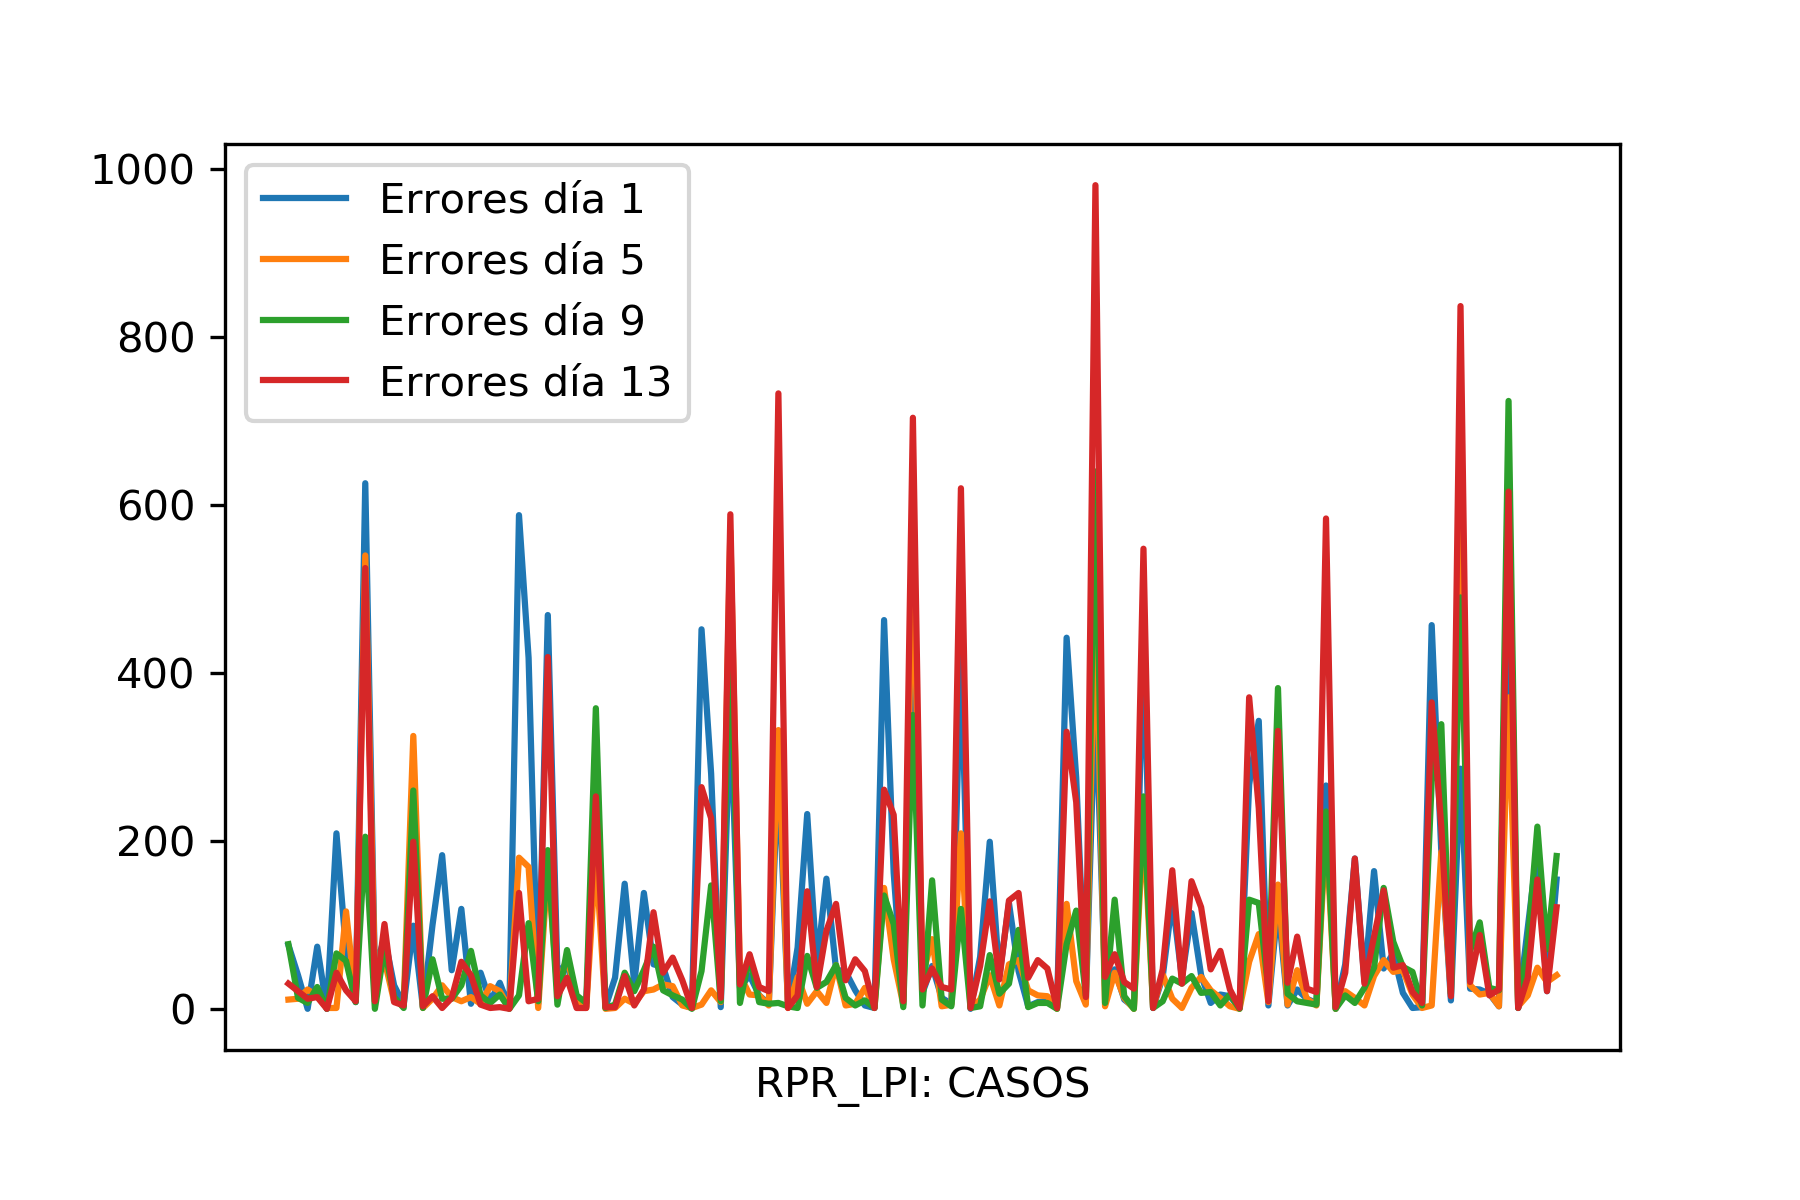 1000
800
600
400
200
0
Errores día 1
Errores día 5
Errores día 9
Errores día 13
RPR_LPI: CASOS